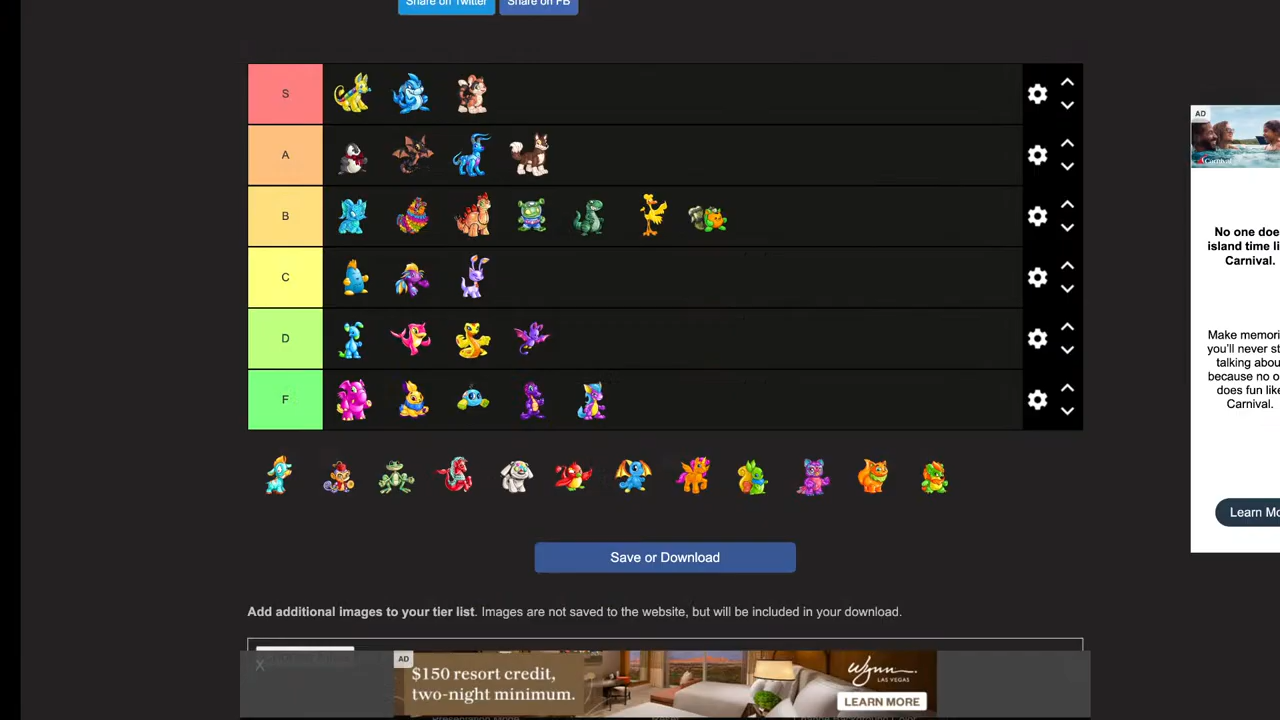 Share on Twitter
Share on FB
S
A
B
C
D
F
Save or Download
Add additional images to your tier list. Images are not saved to the website, but will be included in your download.
AD
Carnival
No one doe
island time li
Carnival.
Make memori
you'll never st
talking abou
because no o
does fun like
Carnival.
Learn Mo
X
AD
$150 resort credit,
two-night minimum.
Wynn
LAS VEGAS
LEARN MORE